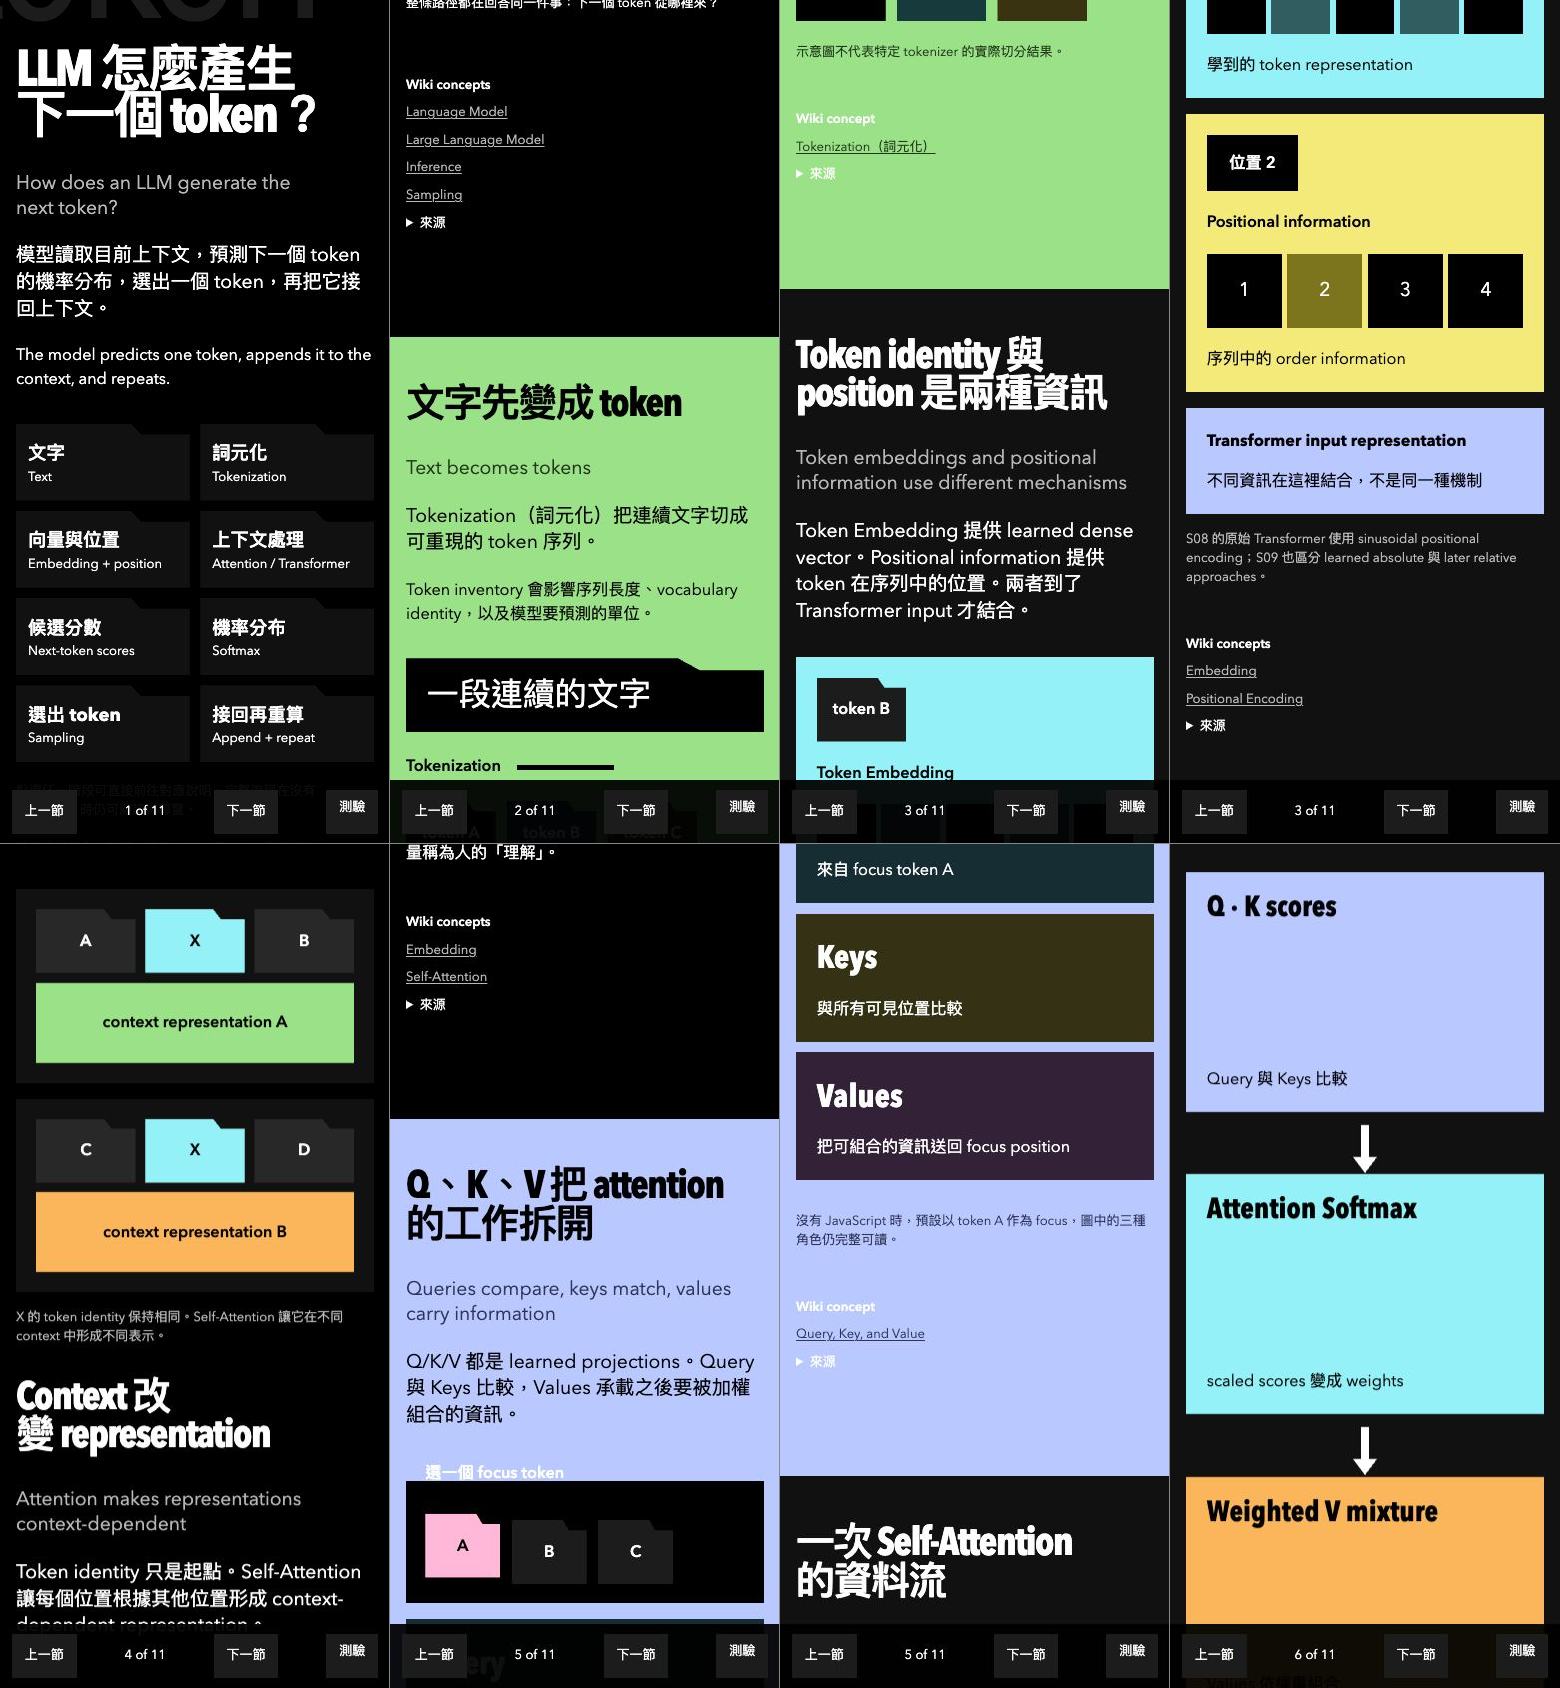 LLM 怎麼產生
下一個 token？
How does an LLM generate the
next token?
模型讀取目前上下文，預測下一個 token
的機率分布，選出一個 token，再把它接
回上下文。
The model predicts one token, appends it to the
context, and repeats.
文字
Text
詞元化
Tokenization
向量與位置
Embedding + position
上下文處理
Attention / Transformer
候選分數
Next-token scores
機率分布
Softmax
選出 token
Sampling
接回再重算
Append + repeat
上一節
1 of 11
下一節
測驗
整條路徑都在回答同一件事：下一個 token 從哪裡來？
Wiki concepts
Language Model
Large Language Model
Inference
Sampling
▶ 來源
文字先變成 token
Text becomes tokens
Tokenization（詞元化）把連續文字切成
可重現的 token 序列。
Token inventory 會影響序列長度、vocabulary
identity，以及模型要預測的單位。
一段連續的文字
Tokenization
上一節
2 of 11
下一節
測驗
示意圖不代表特定 tokenizer 的實際切分結果。
Wiki concept
Tokenization（詞元化）
▶ 來源
Token identity 與
position 是兩種資訊
Token embeddings and positional
information use different mechanisms
Token Embedding 提供 learned dense
vector。Positional information 提供
token 在序列中的位置。兩者到了
Transformer input 才結合。
token B
Token Embedding
上一節
3 of 11
下一節
測驗
學到的 token representation
位置 2
Positional information
1
2
3
4
序列中的 order information
Transformer input representation
不同資訊在這裡結合，不是同一種機制
S08 的原始 Transformer 使用 sinusoidal positional
encoding；S09 也區分 learned absolute 與 later relative
approaches。
Wiki concepts
Embedding
Positional Encoding
▶ 來源
上一節
3 of 11
下一節
測驗
A
X
B
context representation A
C
X
D
context representation B
X 的 token identity 保持相同。Self-Attention 讓它在不同
context 中形成不同表示。
Context 改
變 representation
Attention makes representations
context-dependent
Token identity 只是起點。Self-Attention
讓每個位置根據其他位置形成 context-
dependent representation。
上一節
4 of 11
下一節
測驗
量稱為人的「理解」。
Wiki concepts
Embedding
Self-Attention
▶ 來源
Q、K、V 把 attention
的工作拆開
Queries compare, keys match, values
carry information
Q/K/V 都是 learned projections。Query
與 Keys 比較，Values 承載之後要被加權
組合的資訊。
選一個 focus token
A
B
C
上一節
5 of 11
下一節
測驗
來自 focus token A
Keys
與所有可見位置比較
Values
把可組合的資訊送回 focus position
沒有 JavaScript 時，預設以 token A 作為 focus，圖中的三種
角色仍完整可讀。
Wiki concept
Query, Key, and Value
▶ 來源
一次 Self-Attention
的資料流
上一節
5 of 11
下一節
測驗
Q · K scores
Query 與 Keys 比較
Attention Softmax
scaled scores 變成 weights
Weighted V mixture
上一節
6 of 11
下一節
測驗